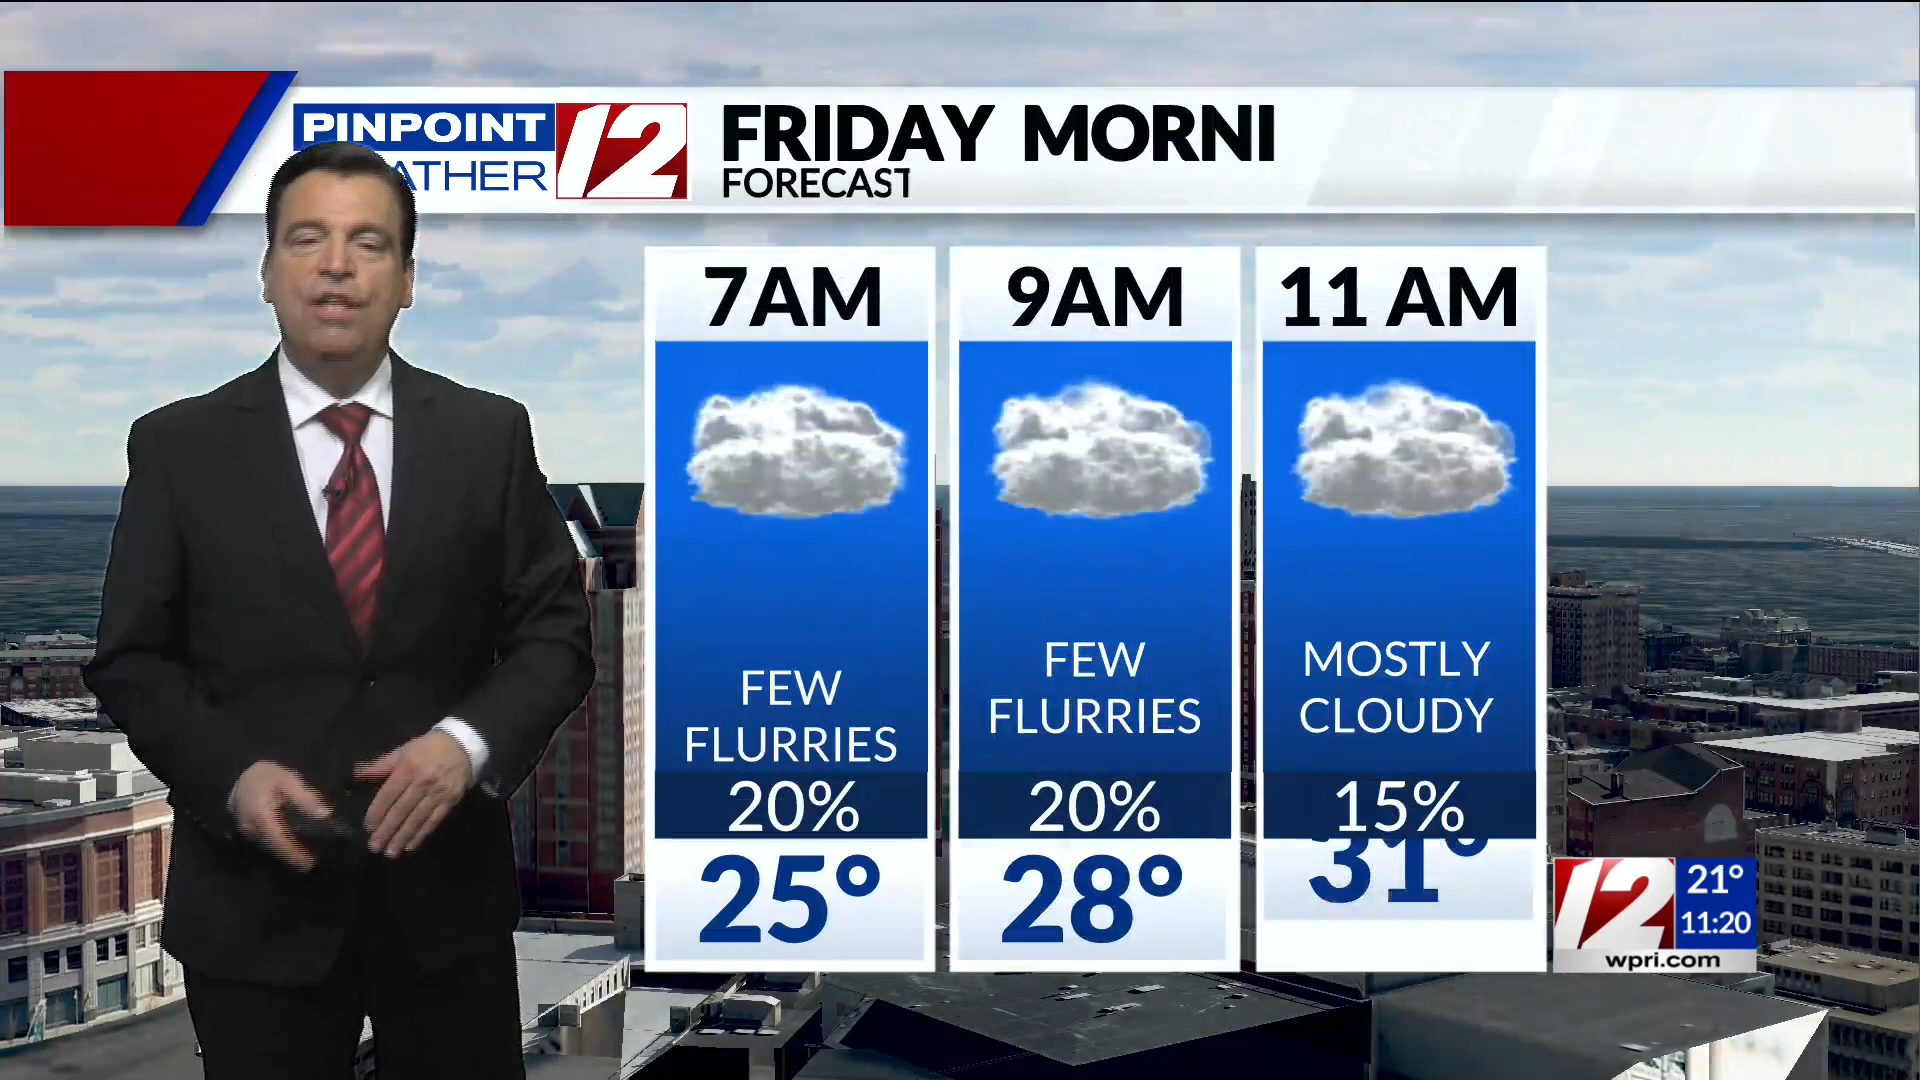 PINPOINT
ATHER
12
FRIDAY MORNI
FORECAST
7AM
FEW
FLURRIES
20%
25°
9AM
FEW
FLURRIES
20%
28°
11 AM
MOSTLY
CLOUDY
15%
31°
12
21°
11:20
wpri.com